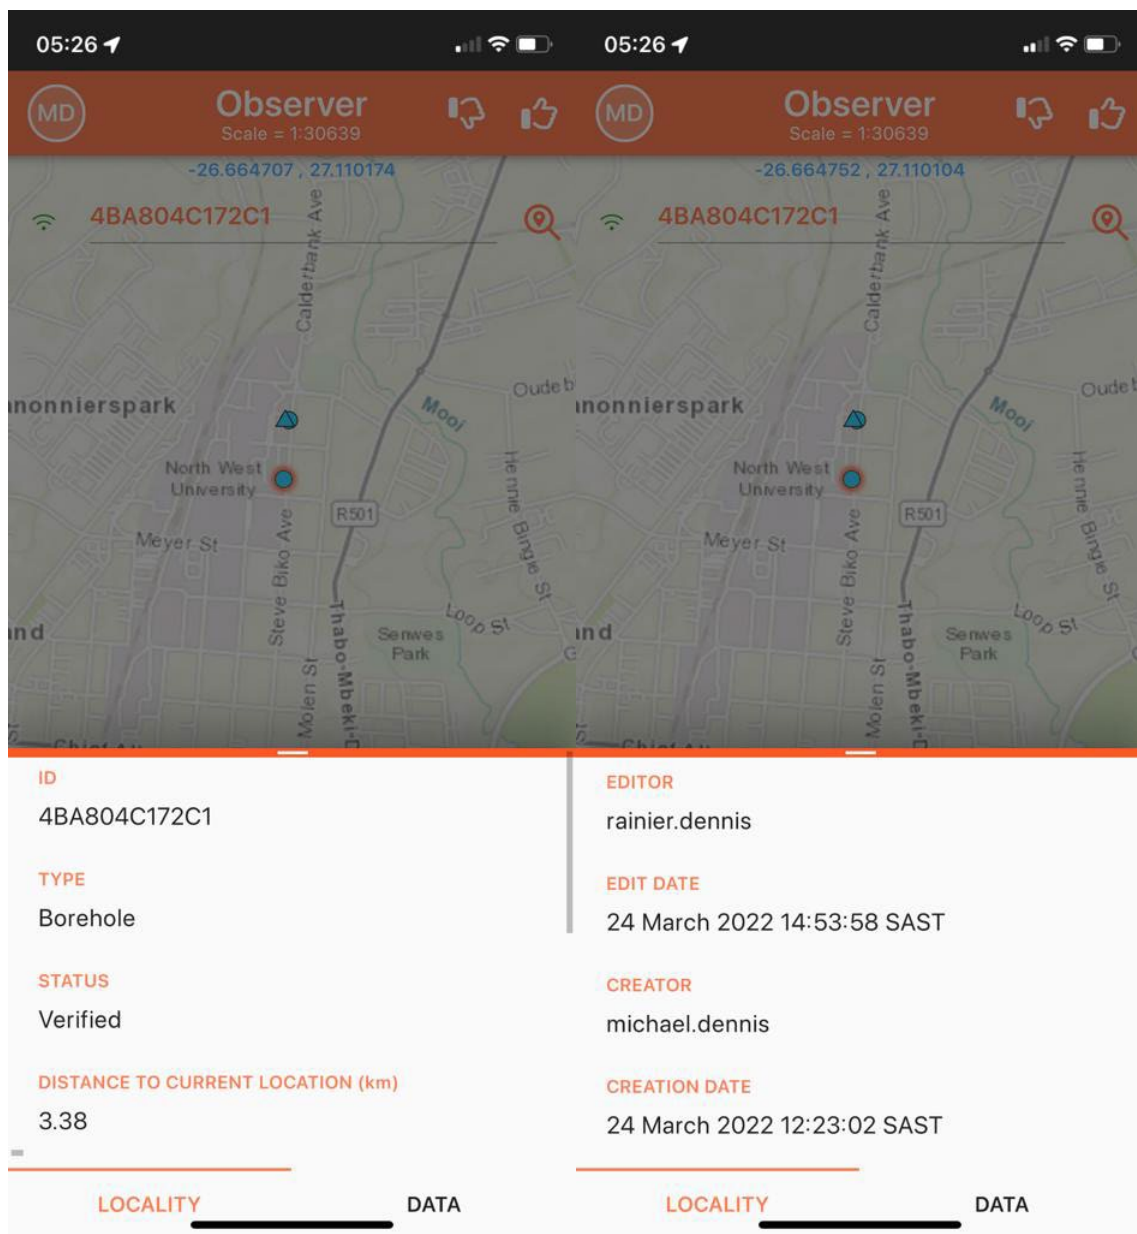 05:26
MD
Observer
Scale = 1:30639
-26.664707 , 27.110174
4BA804C172C1
Calderbank Ave
Oudeb
nonnierspark
Mooi
North West
University
R501
Hennie Bingle St
Meyer St
Steve Biko Ave
Loop St
and
Senwes
Park
Thabo-Mbeki-D
Molen St
ID
4BA804C172C1
TYPE
Borehole
STATUS
Verified
DISTANCE TO CURRENT LOCATION (km)
3.38
LOCALITY
DATA
05:26
MD
Observer
Scale = 1:30639
-26.664752 , 27.110104
4BA804C172C1
Calderbank Ave
Oudet
nonnierspark
Mooi
North West
University
R501
Hennie Bingle St
Meyer St
Steve Biko Ave
Loop St
and
Senwes
Park
Thabo-Mbeki-D
Molen St
EDITOR
rainier.dennis
EDIT DATE
24 March 2022 14:53:58 SAST
CREATOR
michael.dennis
CREATION DATE
24 March 2022 12:23:02 SAST
LOCALITY
DATA